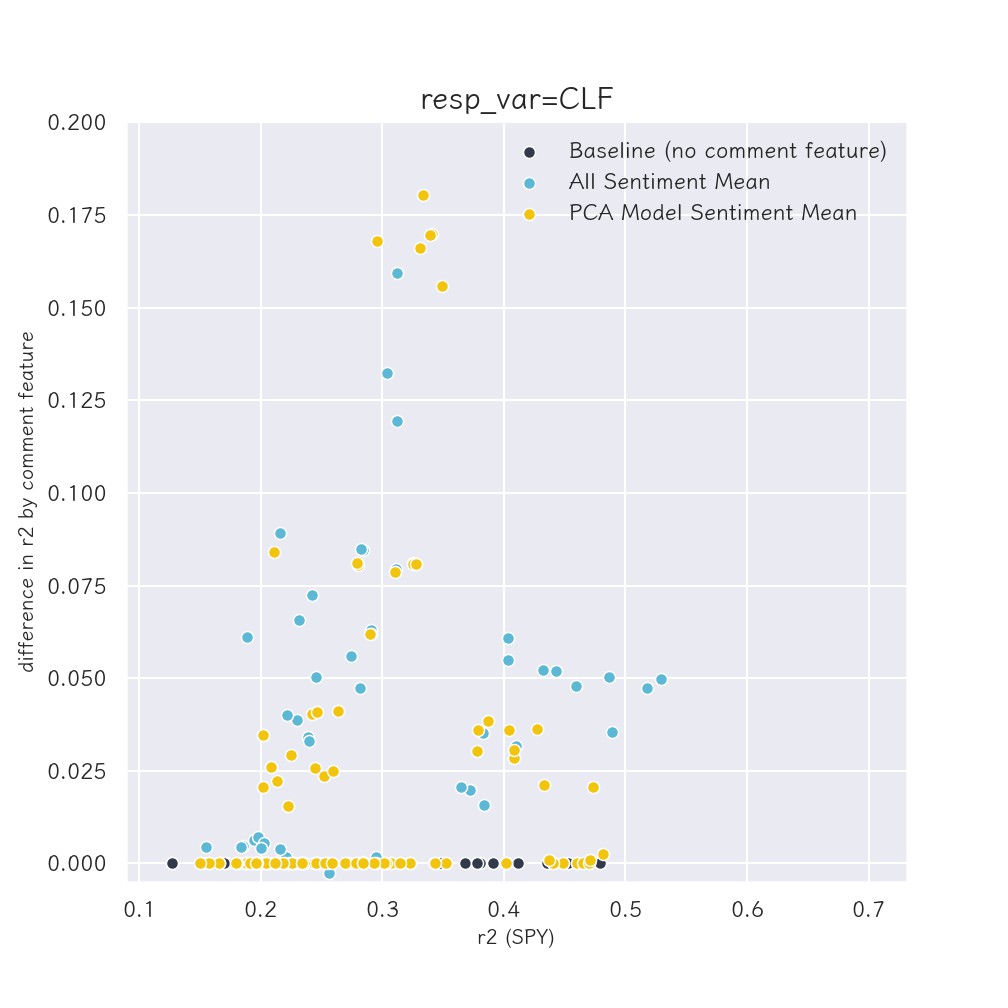 resp_var=CLF
0.200
0.175
0.150
0.125
0.100
0.075
0.050
0.025
0.000
difference in r2 by comment feature
Baseline (no comment feature)
All Sentiment Mean
PCA Model Sentiment Mean
0.1 0.2 0.3 0.4 0.5 0.6 0.7
r2 (SPY)